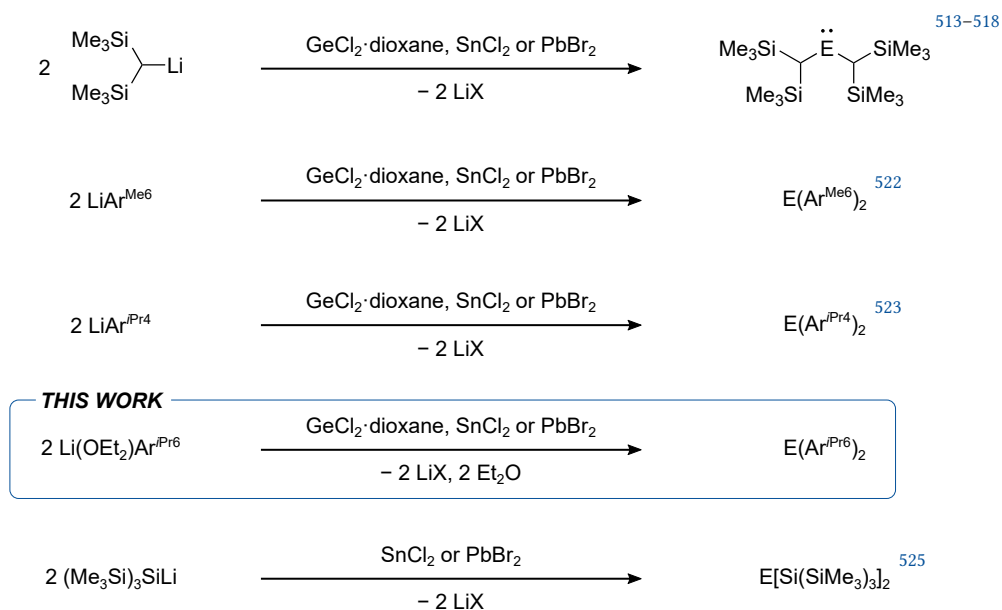 513–518
2 Me₃Si Me₃Si Li GeCl₂·dioxane, SnCl₂ or PbBr₂ Me₃Si Ë SiMe₃
− 2 LiX Me₃Si SiMe₃
2 LiArᴹᵉ⁶ GeCl₂·dioxane, SnCl₂ or PbBr₂ E(Arᴹᵉ⁶)₂ 522
− 2 LiX
2 LiArⁱᴾʳ⁴ GeCl₂·dioxane, SnCl₂ or PbBr₂ E(Arⁱᴾʳ⁴)₂ 523
− 2 LiX
THIS WORK
2 Li(OEt₂)Arⁱᴾʳ⁶ GeCl₂·dioxane, SnCl₂ or PbBr₂ E(Arⁱᴾʳ⁶)₂
− 2 LiX, 2 Et₂O
2 (Me₃Si)₃SiLi SnCl₂ or PbBr₂ E[Si(SiMe₃)₃]₂ 525
− 2 LiX